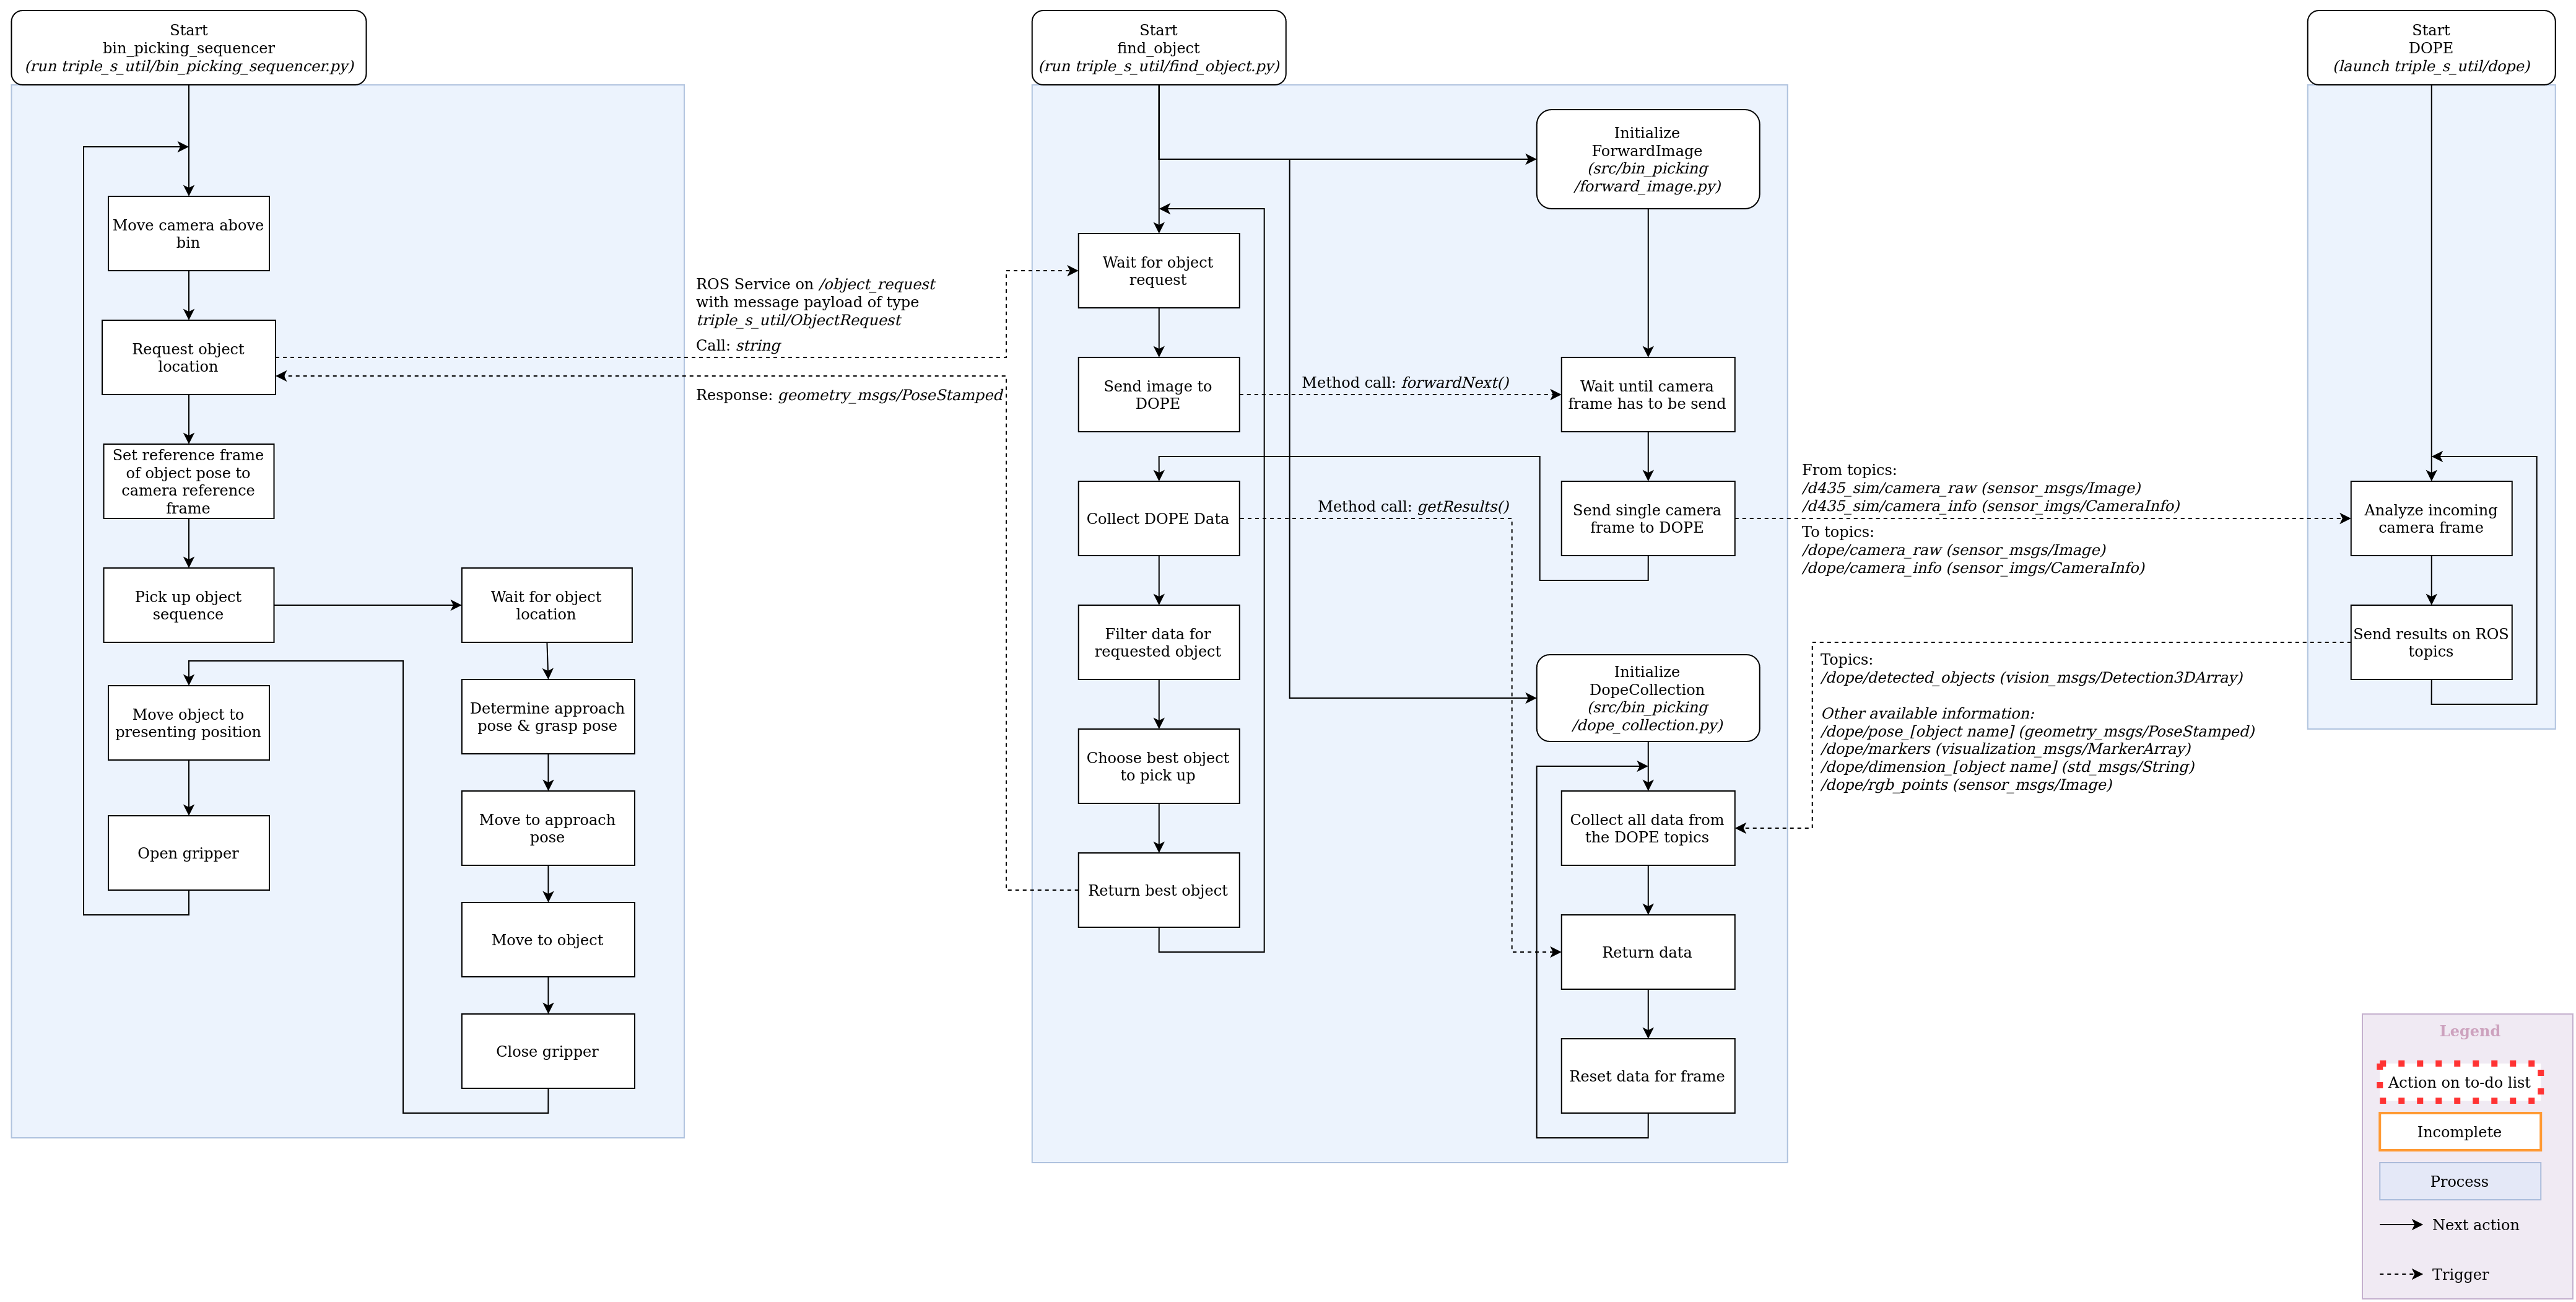 Start
bin_picking_sequencer
(run triple_s_util/bin_picking_sequencer.py)
Move camera above
bin
Request object
location
Set reference frame
of object pose to
camera reference
frame
Pick up object
sequence
Wait for object
location
Determine approach
pose & grasp pose
Move to approach
pose
Move to object
Close gripper
Move object to
presenting position
Open gripper
ROS Service on /object_request
with message payload of type
triple_s_util/ObjectRequest
Call: string
Response: geometry_msgs/PoseStamped
Start
find_object
(run triple_s_util/find_object.py)
Wait for object
request
Send image to
DOPE
Collect DOPE Data
Filter data for
requested object
Choose best object
to pick up
Return best object
Method call: forwardNext()
Method call: getResults()
Initialize
ForwardImage
(src/bin_picking
/forward_image.py)
Wait until camera
frame has to be send
Send single camera
frame to DOPE
Initialize
DopeCollection
(src/bin_picking
/dope_collection.py)
Collect all data from
the DOPE topics
Return data
Reset data for frame
From topics:
/d435_sim/camera_raw (sensor_msgs/Image)
/d435_sim/camera_info (sensor_imgs/CameraInfo)
To topics:
/dope/camera_raw (sensor_msgs/Image)
/dope/camera_info (sensor_imgs/CameraInfo)
Topics:
/dope/detected_objects (vision_msgs/Detection3DArray)
Other available information:
/dope/pose_[object name] (geometry_msgs/PoseStamped)
/dope/markers (visualization_msgs/MarkerArray)
/dope/dimension_[object name] (std_msgs/String)
/dope/rgb_points (sensor_msgs/Image)
Start
DOPE
(launch triple_s_util/dope)
Analyze incoming
camera frame
Send results on ROS
topics
Legend
Action on to-do list
Incomplete
Process
Next action
Trigger